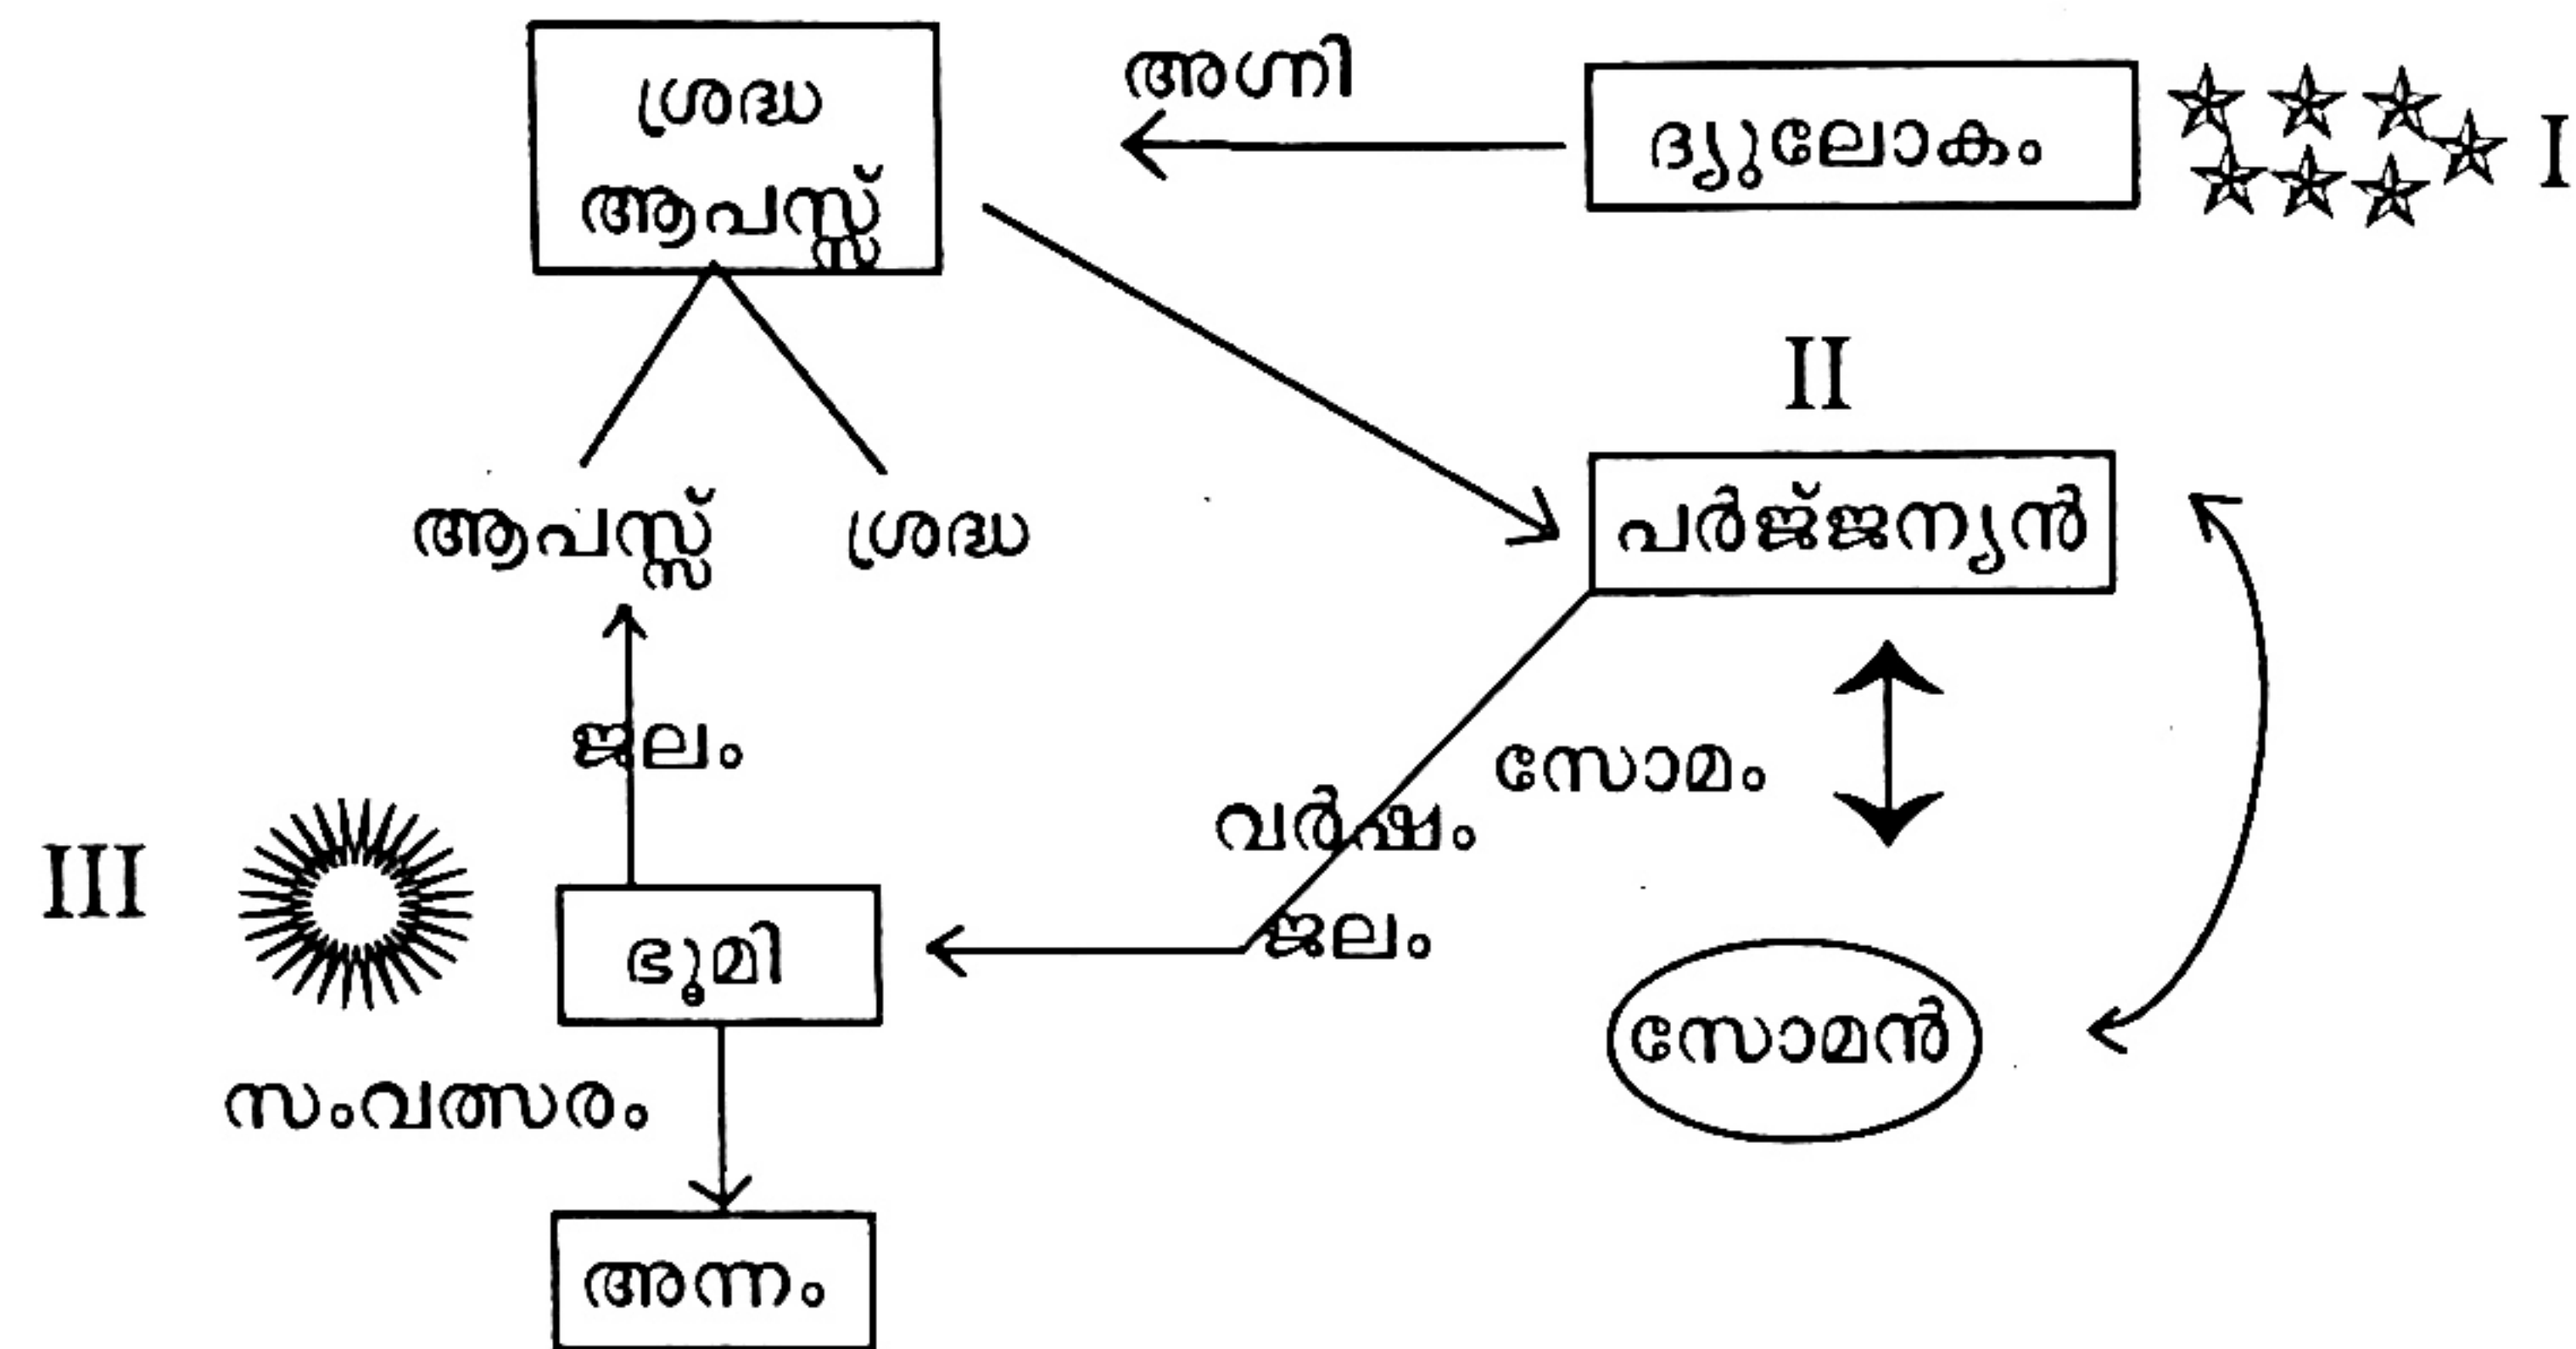 ശ്രദ്ധ
ആപസ്സ്
അഗ്നി
ദ്യുലോകം
I
II
പർജ്ജന്യൻ
ആപസ്സ്
ശ്രദ്ധ
ജലം
സോമം
വർഷം
ജലം
III
ഭൂമി
സോമൻ
സംവത്സരം
അന്നം